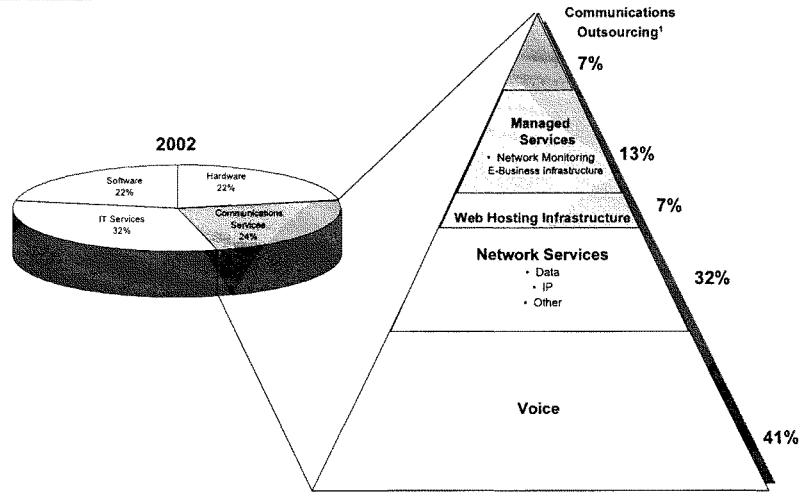 2002
Software
22%
Hardware
22%
IT Services
32%
Communications
Services
24%
Communications
Outsourcing¹
7%
Managed
Services
• Network Monitoring
E-Business Infrastructure
13%
Web Hosting Infrastructure
7%
Network Services
• Data
• IP
• Other
32%
Voice
41%